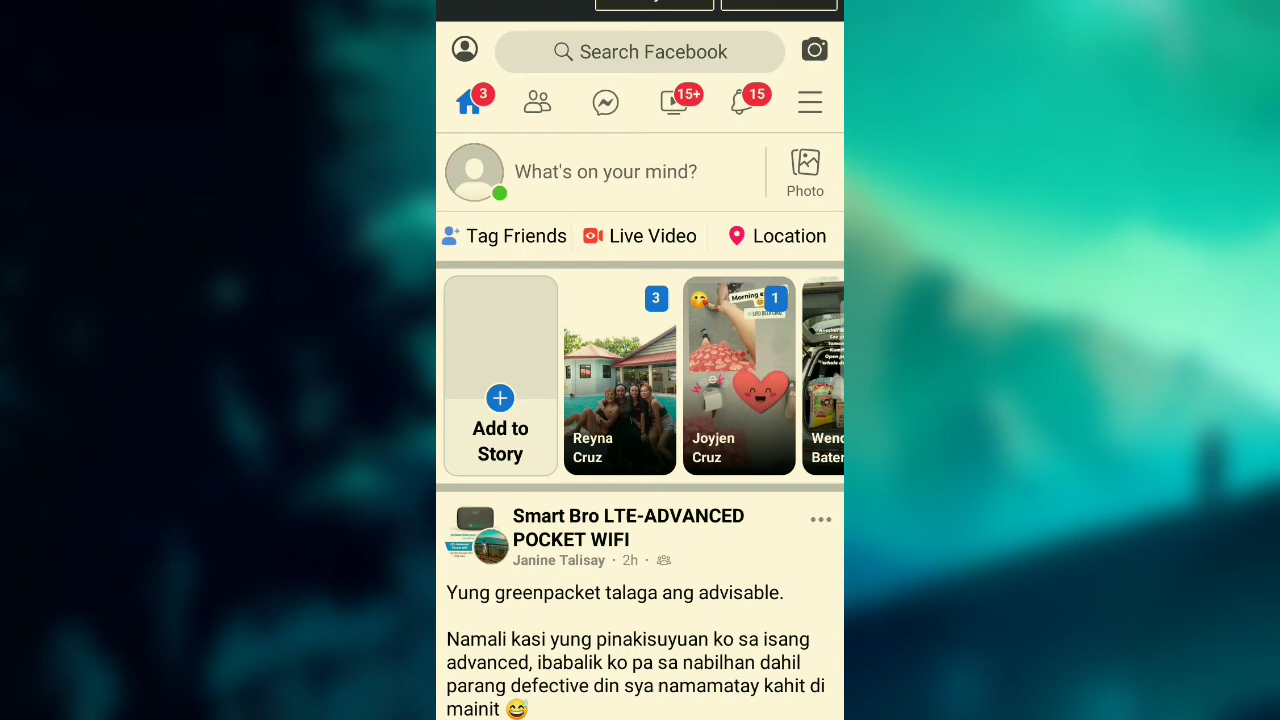 Search Facebook
3
15+
15
What's on your mind?
Photo
Tag Friends
Live Video
Location
Add to
Story
3
Reyna
Cruz
Morning
1
Joyjen
Cruz
Smart Bro LTE-ADVANCED
POCKET WIFI
Janine Talisay · 2h ·
Yung greenpacket talaga ang advisable.
Namali kasi yung pinakisuyuan ko sa isang
advanced, ibabalik ko pa sa nabilhan dahil
parang defective din sya namamatay kahit di
mainit 😅